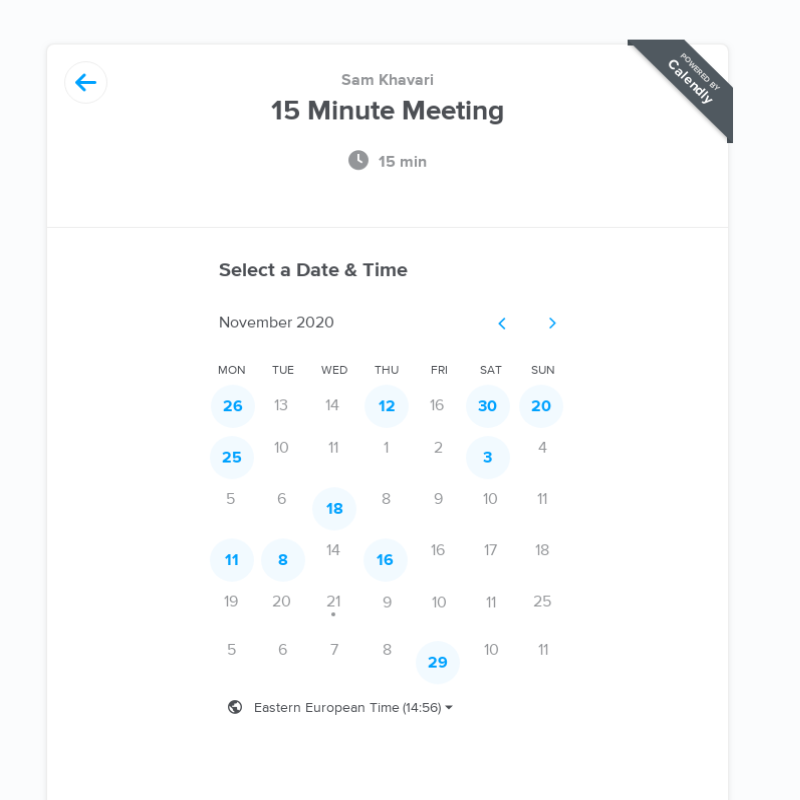 POWERED BY
Calendly
Sam Khavari
15 Minute Meeting
15 min
Select a Date & Time
November 2020
MON TUE WED THU FRI SAT SUN
26 13 14 12 16 30 20
25 10 11 1 2 3 4
5 6 18 8 9 10 11
11 8 14 16 16 17 18
19 20 21 9 10 11 25
5 6 7 8 29 10 11
Eastern European Time (14:56)